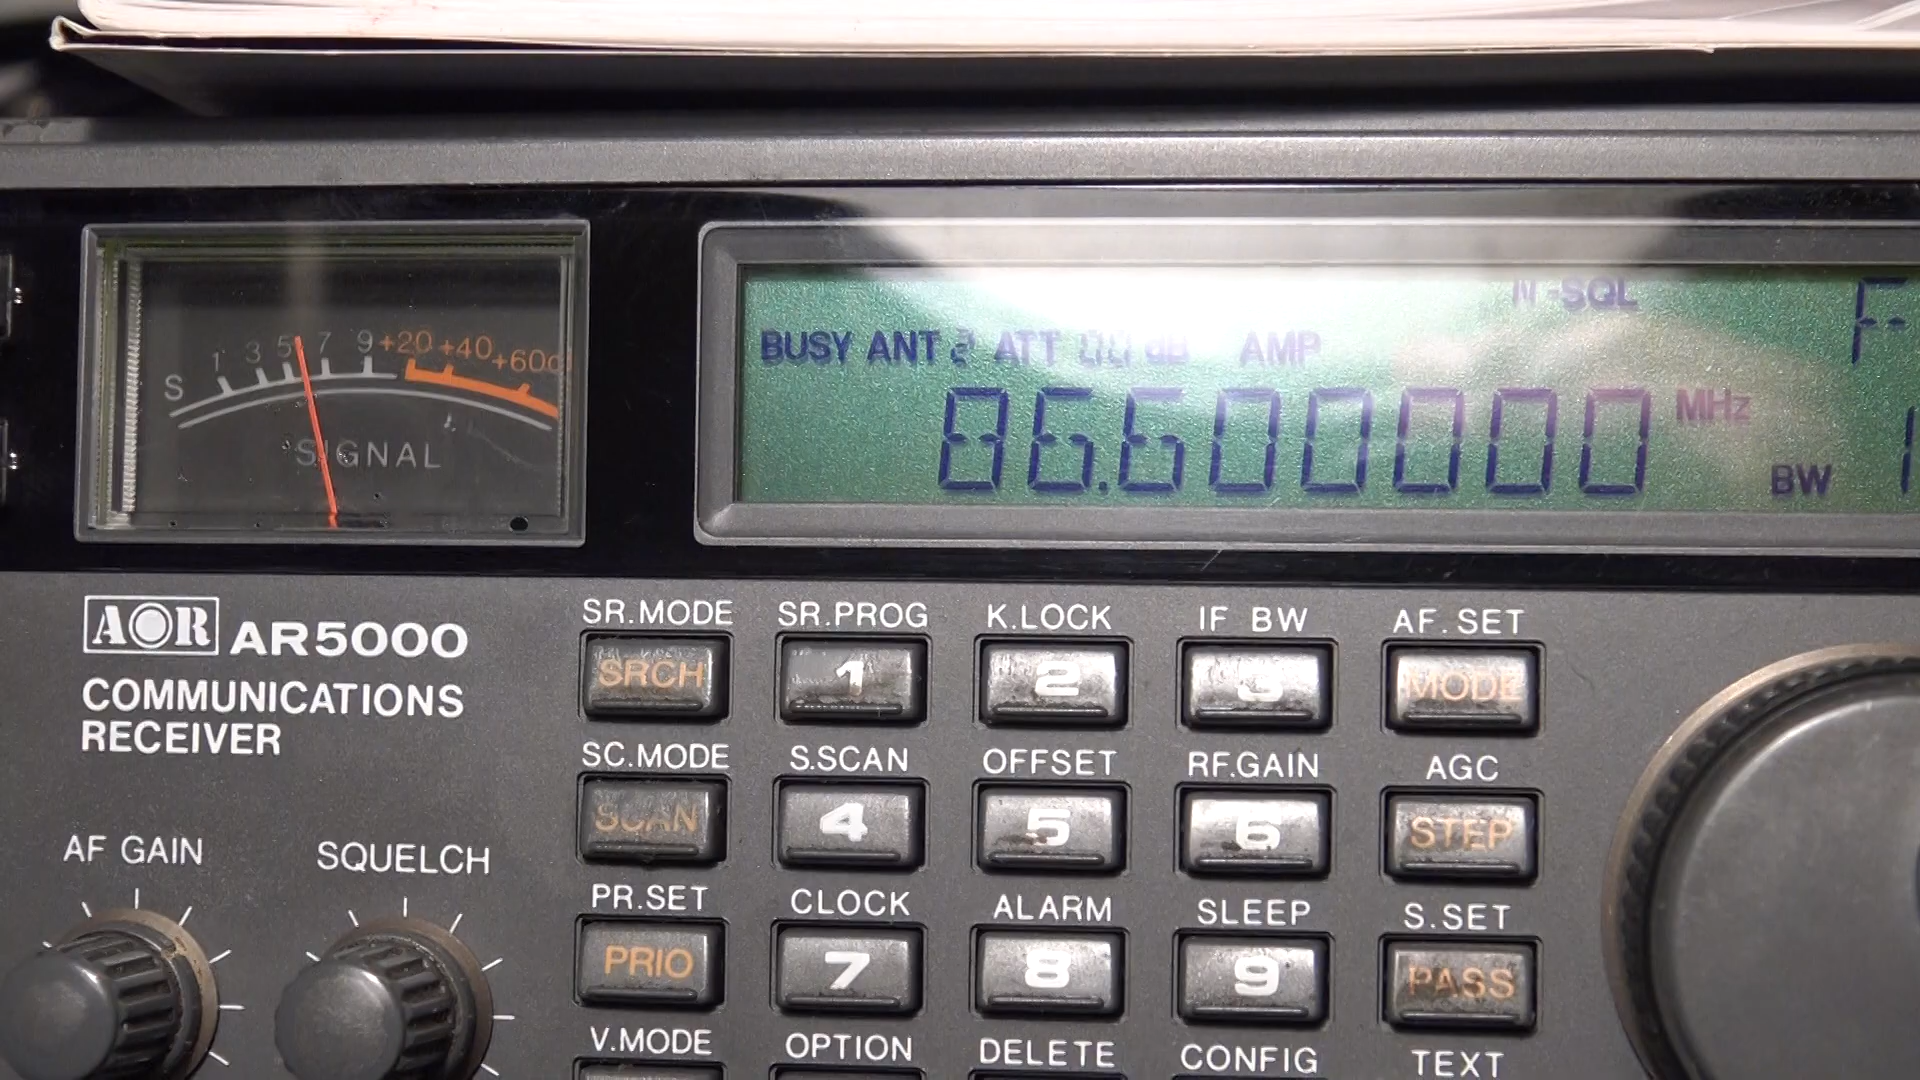 M-SQL
BUSY ANT 2 ATT 00 dB AMP
86.600000 MHz
BW
1 3 5 7 9 +20 +40 +60
S
SIGNAL
AOR AR5000
COMMUNICATIONS
RECEIVER
AF GAIN SQUELCH
SR.MODE SR.PROG K.LOCK IF BW AF.SET
SRCH 1 2 3 MODE
SC.MODE S.SCAN OFFSET RF.GAIN AGC
SCAN 4 5 6 STEP
PR.SET CLOCK ALARM SLEEP S.SET
PRIO 7 8 9 PASS
V.MODE OPTION DELETE CONFIG TEXT